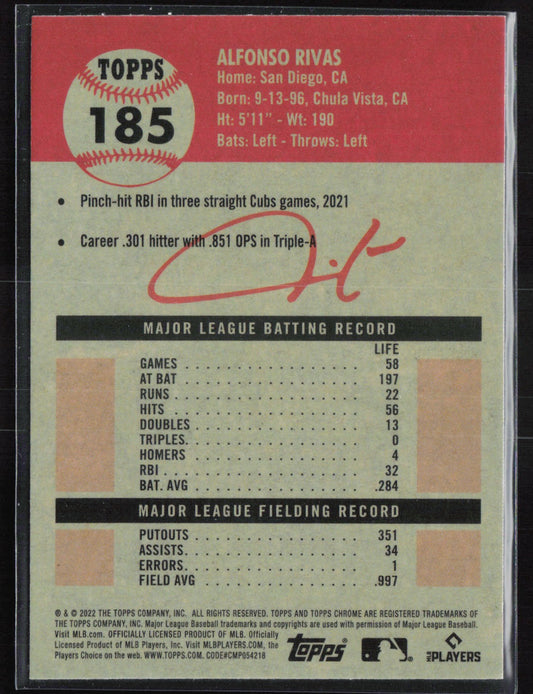 TOPPS
185
ALFONSO RIVAS
Home: San Diego, CA
Born: 9-13-96, Chula Vista, CA
Ht: 5'11" - Wt: 190
Bats: Left - Throws: Left
• Pinch-hit RBI in three straight Cubs games, 2021
• Career .301 hitter with .851 OPS in Triple-A
MAJOR LEAGUE BATTING RECORD
LIFE
GAMES 58
AT BAT 197
RUNS 22
HITS 56
DOUBLES 13
TRIPLES 0
HOMERS 4
RBI 32
BAT. AVG .284
MAJOR LEAGUE FIELDING RECORD
PUTOUTS 351
ASSISTS 34
ERRORS 1
FIELD AVG .997
® & © 2022 THE TOPPS COMPANY, INC. ALL RIGHTS RESERVED. TOPPS AND TOPPS CHROME ARE REGISTERED TRADEMARKS OF
THE TOPPS COMPANY, INC. Major League Baseball trademarks and copyrights are used with permission of Major League Baseball.
Visit MLB.com. OFFICIALLY LICENSED PRODUCT OF MLB. Officially
Licensed Product of MLB Players, Inc. Visit MLBPLAYERS.COM, the
Players Choice on the web. WWW.TOPPS.COM. CODE#CMP054218
Topps
MLB PLAYERS